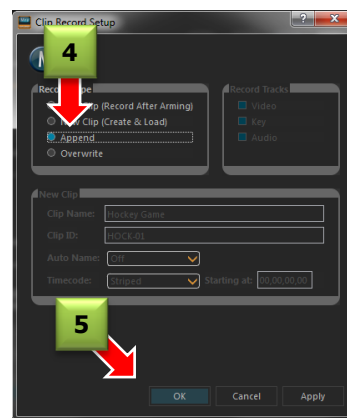 Clip Record Setup
4
Record Type
Record Tracks
Clip (Record After Arming)
Video
New Clip (Create & Load)
Key
Append
Audio
Overwrite
New Clip
Clip Name: Hockey Game
Clip ID: HOCK-01
Auto Name: Off
Timecode: Striped Starting at: 00,00,00,00
5
OK Cancel Apply